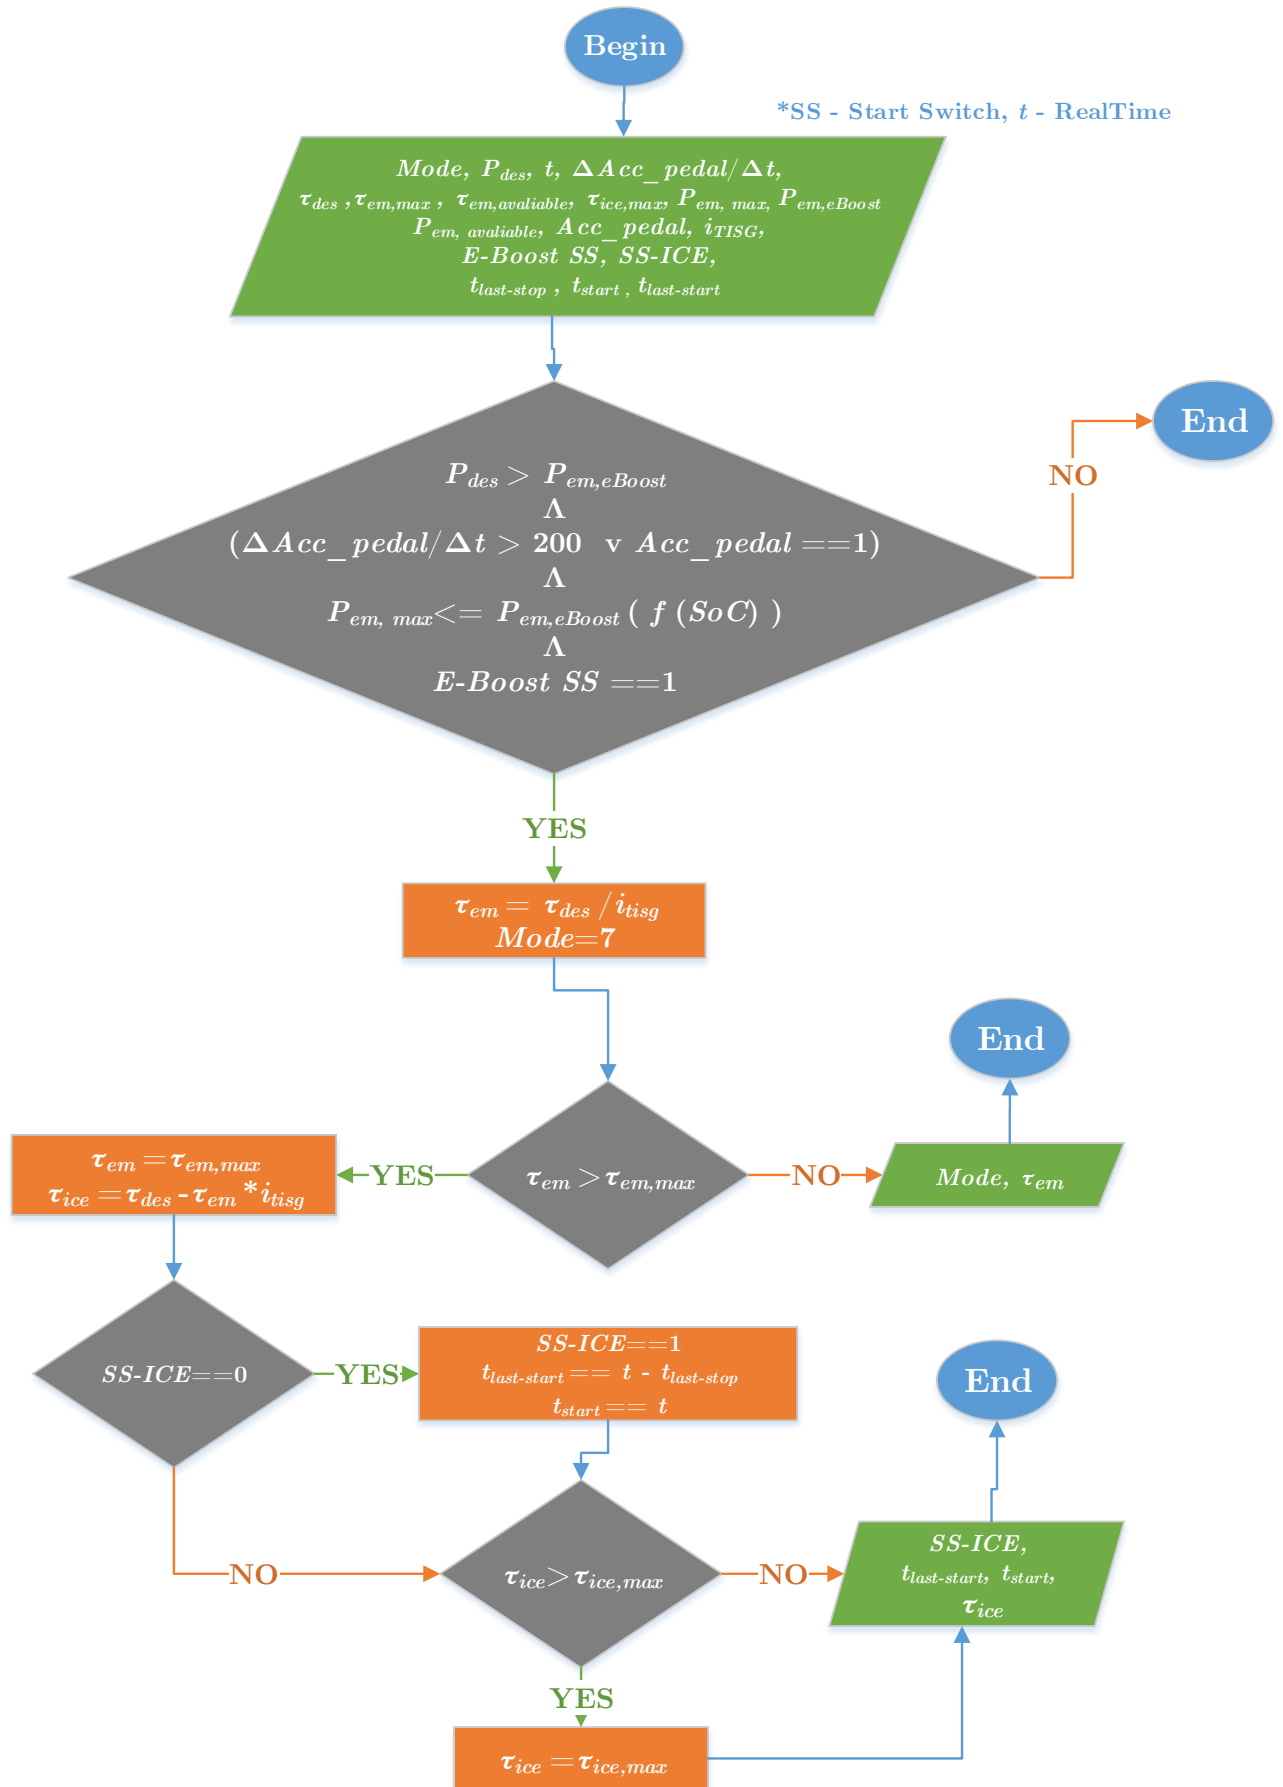 Begin
*SS - Start Switch, t - RealTime
Mode, P_des, t, ΔAcc_pedal/Δt,
τ_des ,τ_em,max , τ_em,avaliable, τ_ice,max, P_em, max, P_em,eBoost
P_em, avaliable, Acc_pedal, i_TISG,
E-Boost SS, SS-ICE,
t_last-stop , t_start , t_last-start
P_des > P_em,eBoost
Λ
(ΔAcc_pedal/Δt > 200 v Acc_pedal ==1)
Λ
P_em, max<= P_em,eBoost ( f (SoC) )
Λ
E-Boost SS ==1
NO
End
YES
τ_em = τ_des /i_tisg
Mode=7
τ_em >τ_em,max
NO
Mode, τ_em
End
YES
τ_em =τ_em,max
τ_ice =τ_des -τ_em *i_tisg
SS-ICE==0
YES
SS-ICE==1
t_last-start == t - t_last-stop
t_start == t
NO
τ_ice>τ_ice,max
NO
SS-ICE,
t_last-start, t_start,
τ_ice
End
YES
τ_ice =τ_ice,max